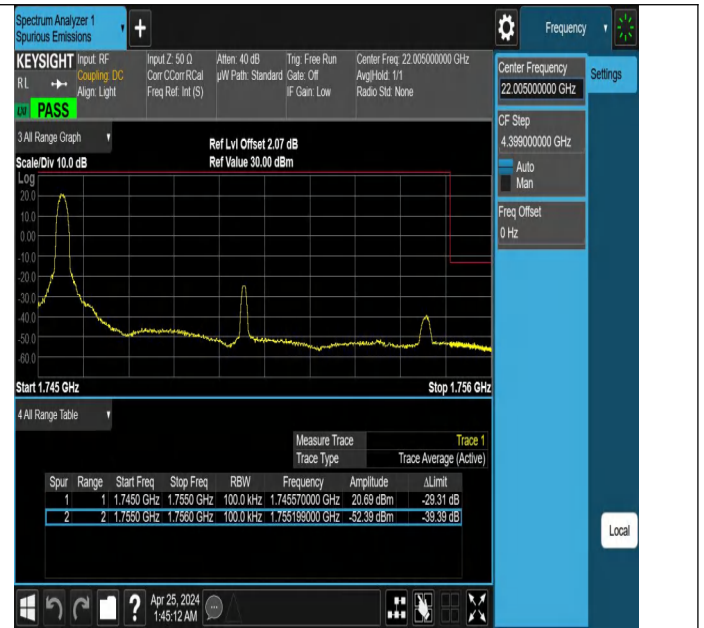 Spectrum Analyzer 1
Spurious Emissions
+
Frequency
KEYSIGHT
RL
PASS
Input: RF
Coupling: DC
Align: Light
Input Z: 50 Ω
Corr CCorr RCal
Freq Ref: Int (S)
Atten: 40 dB
µW Path: Standard
Trig: Free Run
Gate: Off
IF Gain: Low
Center Freq: 22.005000000 GHz
Avg|Hold: 1/1
Radio Std: None
Center Frequency
22.005000000 GHz
Settings
CF Step
4.399000000 GHz
Auto
Man
Freq Offset
0 Hz
3 All Range Graph
Scale/Div 10.0 dB
Ref Lvl Offset 2.07 dB
Ref Value 30.00 dBm
Log
20.0
10.0
0.00
-10.0
-20.0
-30.0
-40.0
-50.0
-60.0
Start 1.745 GHz
Stop 1.756 GHz
4 All Range Table
Measure Trace Trace 1
Trace Type Trace Average (Active)
Spur Range Start Freq Stop Freq RBW Frequency Amplitude ΔLimit
1 1 1.7450 GHz 1.7550 GHz 100.0 kHz 1.745570000 GHz 20.69 dBm -29.31 dB
2 2 1.7550 GHz 1.7560 GHz 100.0 kHz 1.755199000 GHz -52.39 dBm -39.39 dB
Local
?
Apr 25, 2024
1:45:12 AM